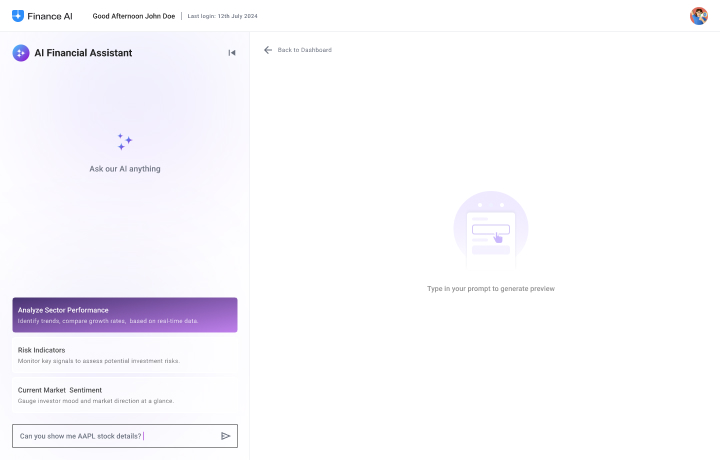 Finance AI
Good Afternoon John Doe
Last login: 12th July 2024
AI Financial Assistant
Back to Dashboard
Ask our AI anything
Type in your prompt to generate preview
Analyze Sector Performance
Identify trends, compare growth rates, based on real-time data.
Risk Indicators
Monitor key signals to assess potential investment risks.
Current Market Sentiment
Gauge investor mood and market direction at a glance.
Can you show me AAPL stock details?